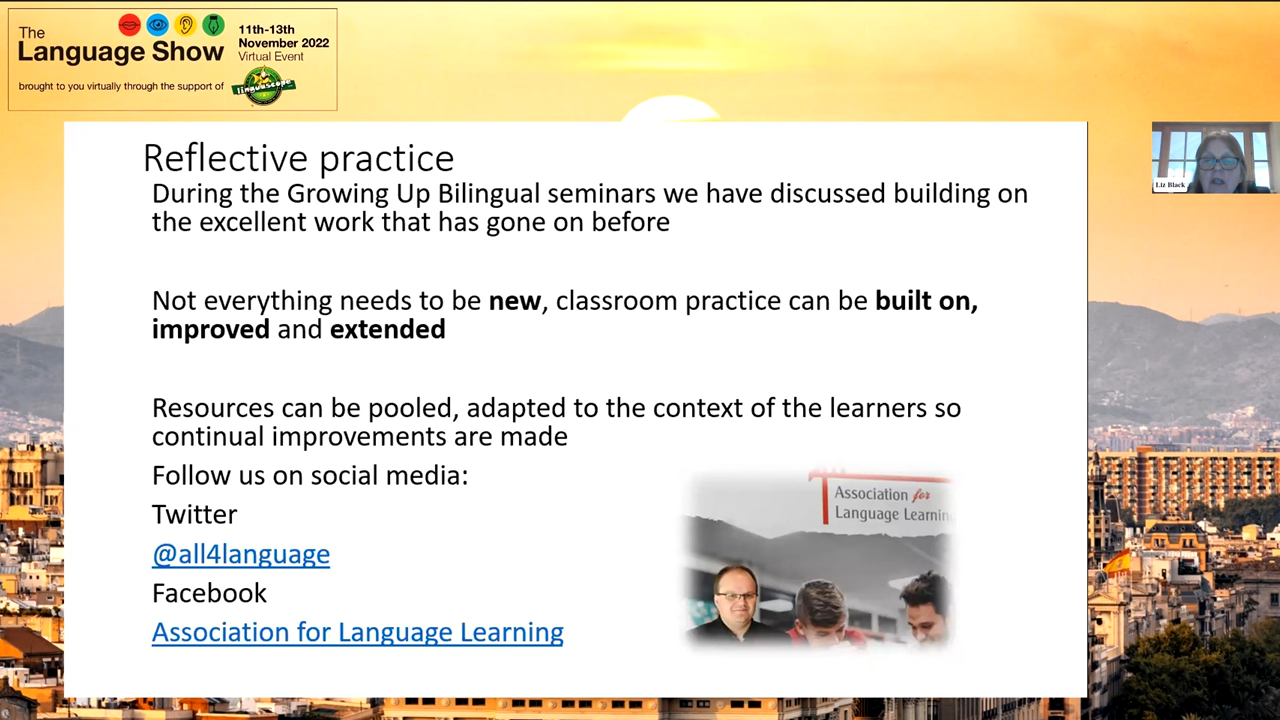 The
Language Show
11th-13th
November 2022
Virtual Event
brought to you virtually through the support of
linguascope
Liz Black
Reflective practice
During the Growing Up Bilingual seminars we have discussed building on
the excellent work that has gone on before
Not everything needs to be new, classroom practice can be built on,
improved and extended
Resources can be pooled, adapted to the context of the learners so
continual improvements are made
Follow us on social media:
Twitter
@all4language
Facebook
Association for Language Learning
Association for
Language Learnin